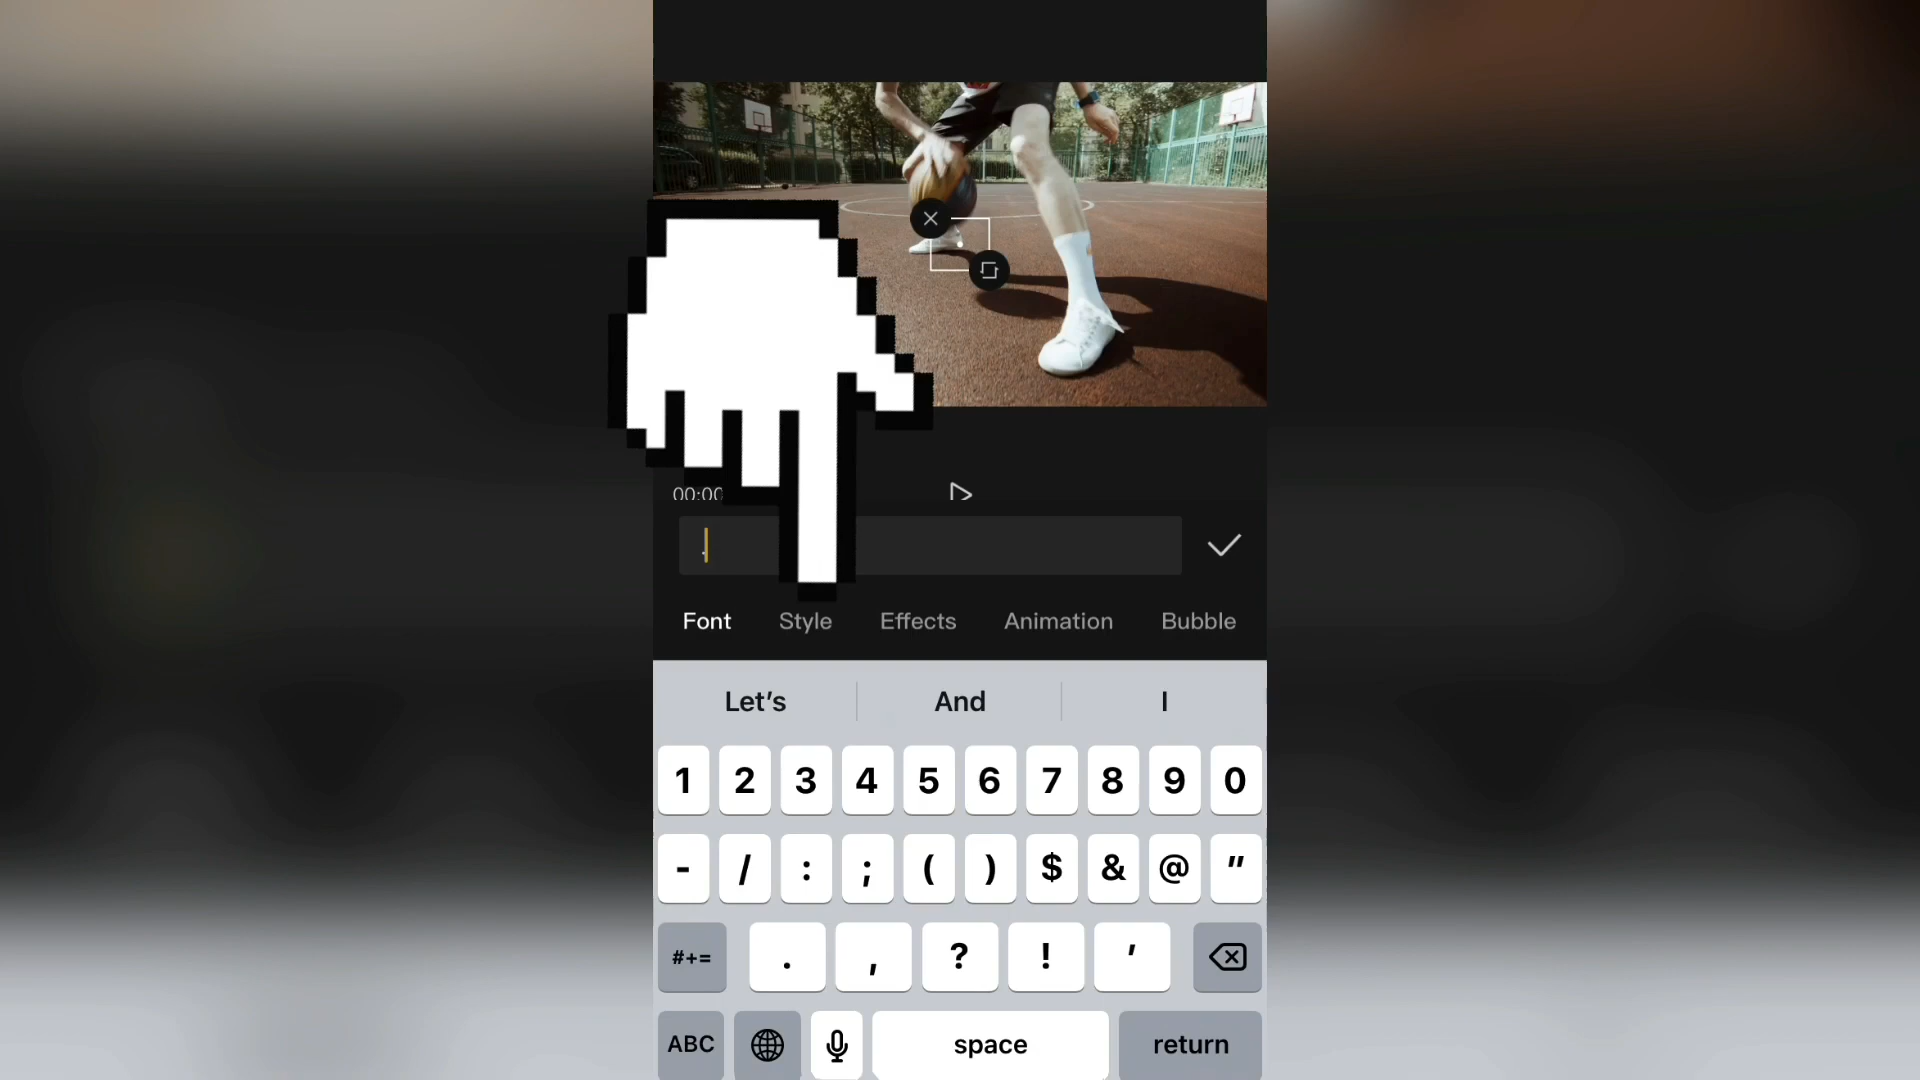 00:00
.
Font Style Effects Animation Bubble
Let's And I
1 2 3 4 5 6 7 8 9 0
- / : ; ( ) $ & @ "
#+= . , ? ! '
ABC space return